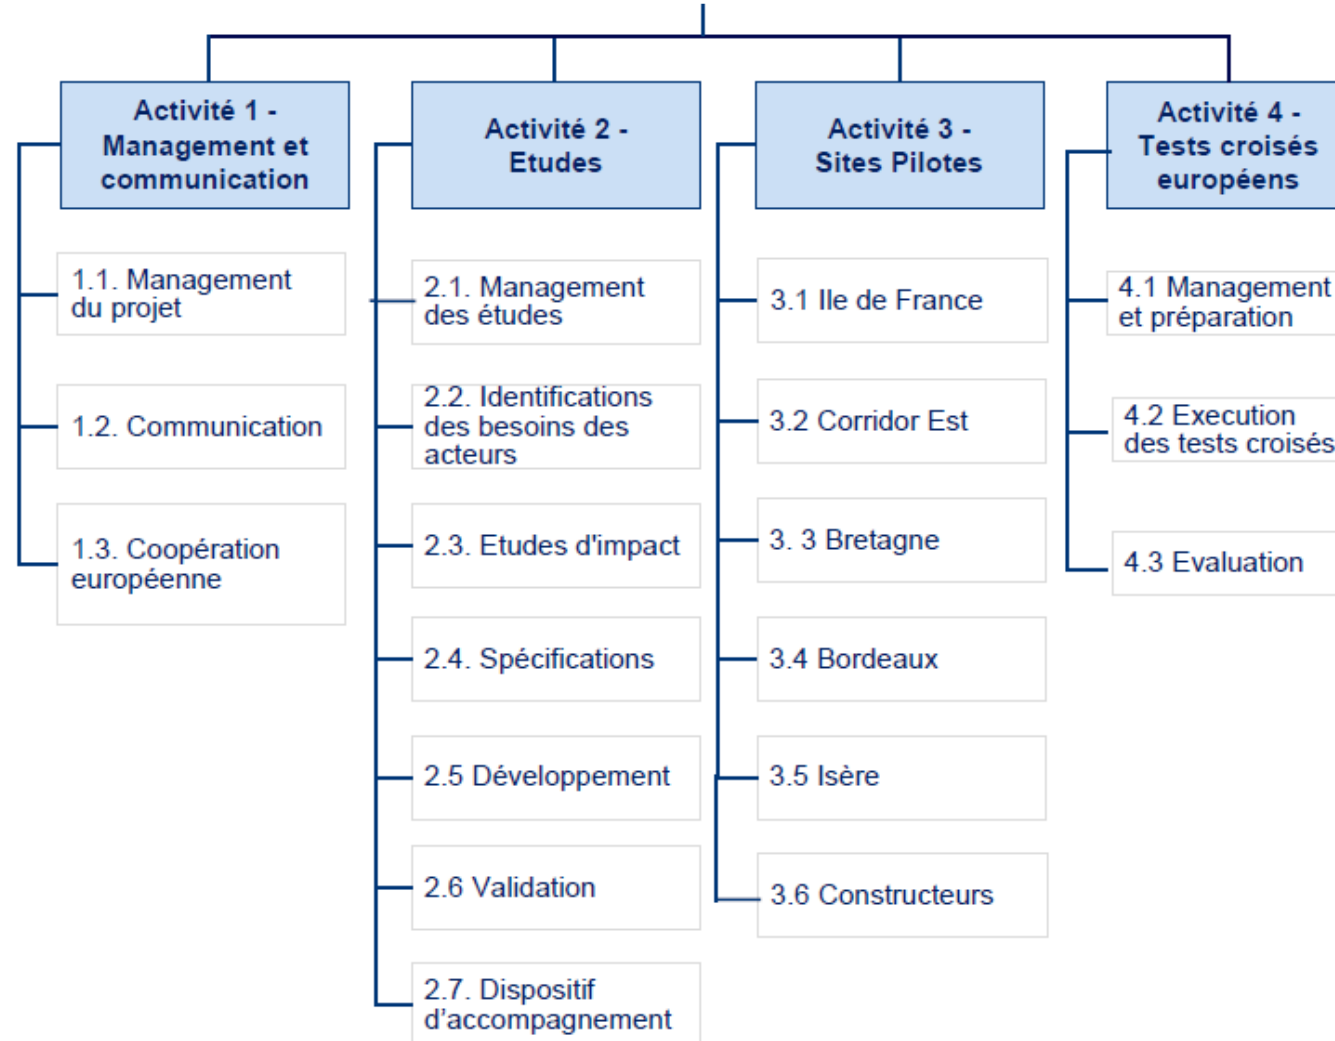 Activité 1 -
Management et
communication
1.1. Management
du projet
1.2. Communication
1.3. Coopération
européenne
Activité 2 -
Etudes
2.1. Management
des études
2.2. Identifications
des besoins des
acteurs
2.3. Etudes d'impact
2.4. Spécifications
2.5 Développement
2.6 Validation
2.7. Dispositif
d’accompagnement
Activité 3 -
Sites Pilotes
3.1 Ile de France
3.2 Corridor Est
3. 3 Bretagne
3.4 Bordeaux
3.5 Isère
3.6 Constructeurs
Activité 4 -
Tests croisés
européens
4.1 Management
et préparation
4.2 Execution
des tests croisés
4.3 Evaluation